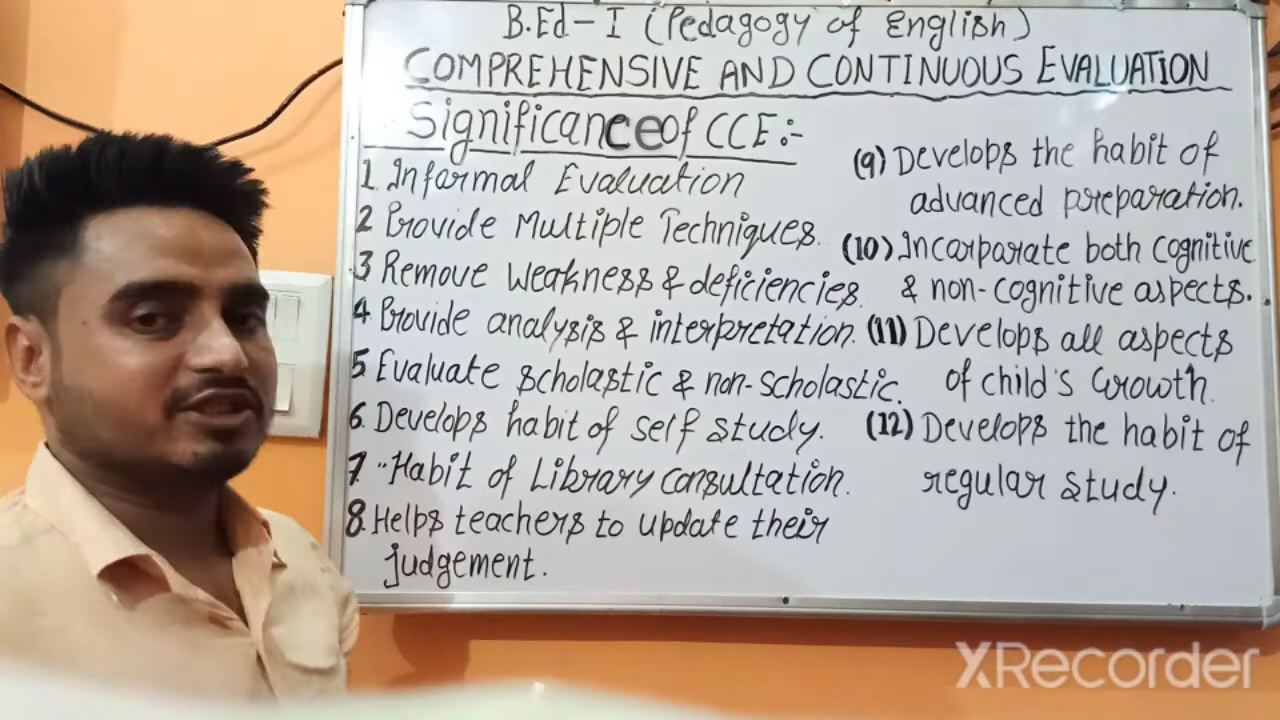 B.Ed-I (Pedagogy of English)
COMPREHENSIVE AND CONTINUOUS EVALUATION
Significance of CCE:-
1. Informal Evaluation
2 Provide Multiple Techniques.
3 Remove weakness & deficiencies.
4 Provide analysis & interpretation.
5 Evaluate scholastic & non-scholastic.
6. Develops habit of self study.
7 Habit of Library consultation.
8. Helps teachers to update their
judgement.
(9) Develops the habit of
advanced preparation.
(10) Incorporate both cognitive
& non-cognitive aspects.
(11) Develops all aspects
of child's Growth.
(12) Develops the habit of
regular study.
XRecorder